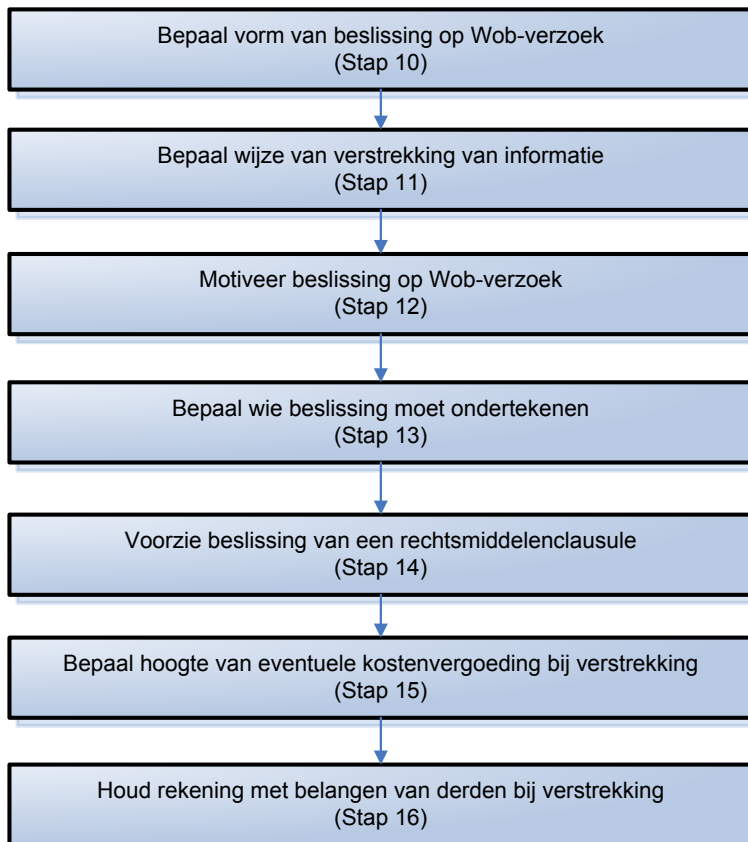 Bepaal vorm van beslissing op Wob-verzoek
(Stap 10)
Bepaal wijze van verstrekking van informatie
(Stap 11)
Motiveer beslissing op Wob-verzoek
(Stap 12)
Bepaal wie beslissing moet ondertekenen
(Stap 13)
Voorzie beslissing van een rechtsmiddelenclausule
(Stap 14)
Bepaal hoogte van eventuele kostenvergoeding bij verstrekking
(Stap 15)
Houd rekening met belangen van derden bij verstrekking
(Stap 16)